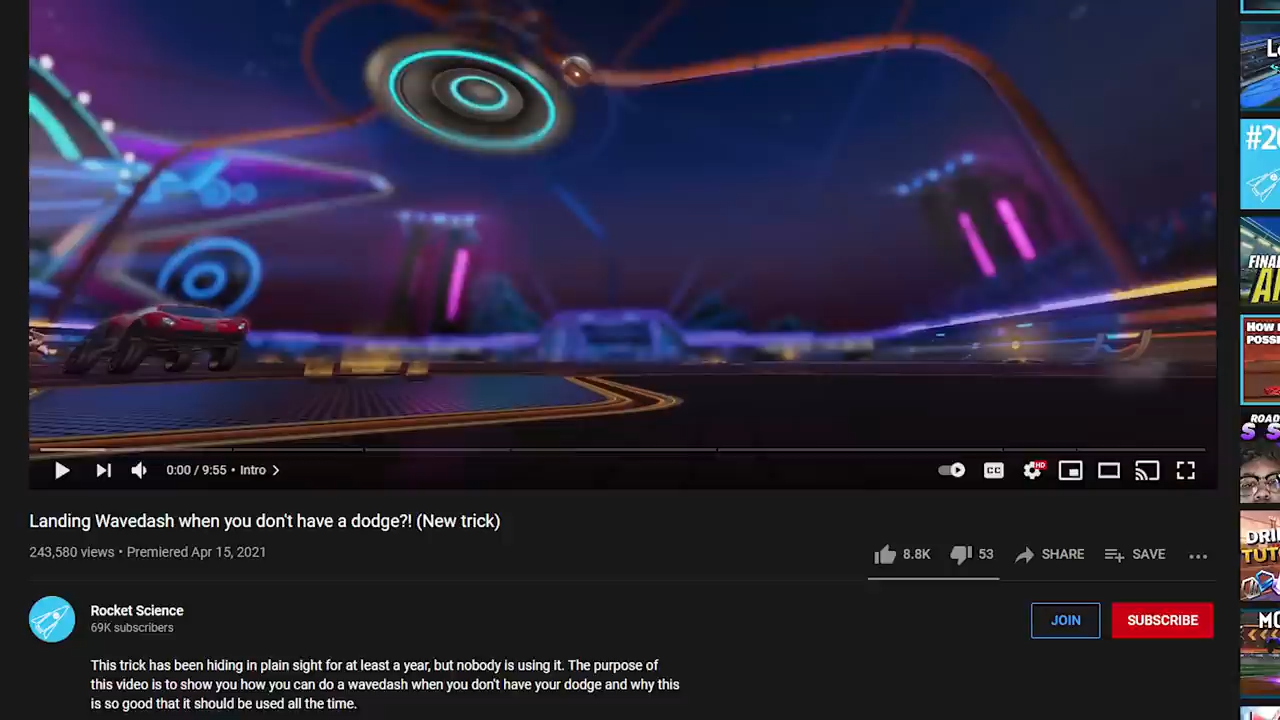 0:00 / 9:55 • Intro
CC
HD
Landing Wavedash when you don't have a dodge?! (New trick)
243,580 views • Premiered Apr 15, 2021
8.8K
53
SHARE
SAVE
Rocket Science
69K subscribers
JOIN
SUBSCRIBE
This trick has been hiding in plain sight for at least a year, but nobody is using it. The purpose of
this video is to show you how you can do a wavedash when you don't have your dodge and why this
is so good that it should be used all the time.
FINAL
ROAD